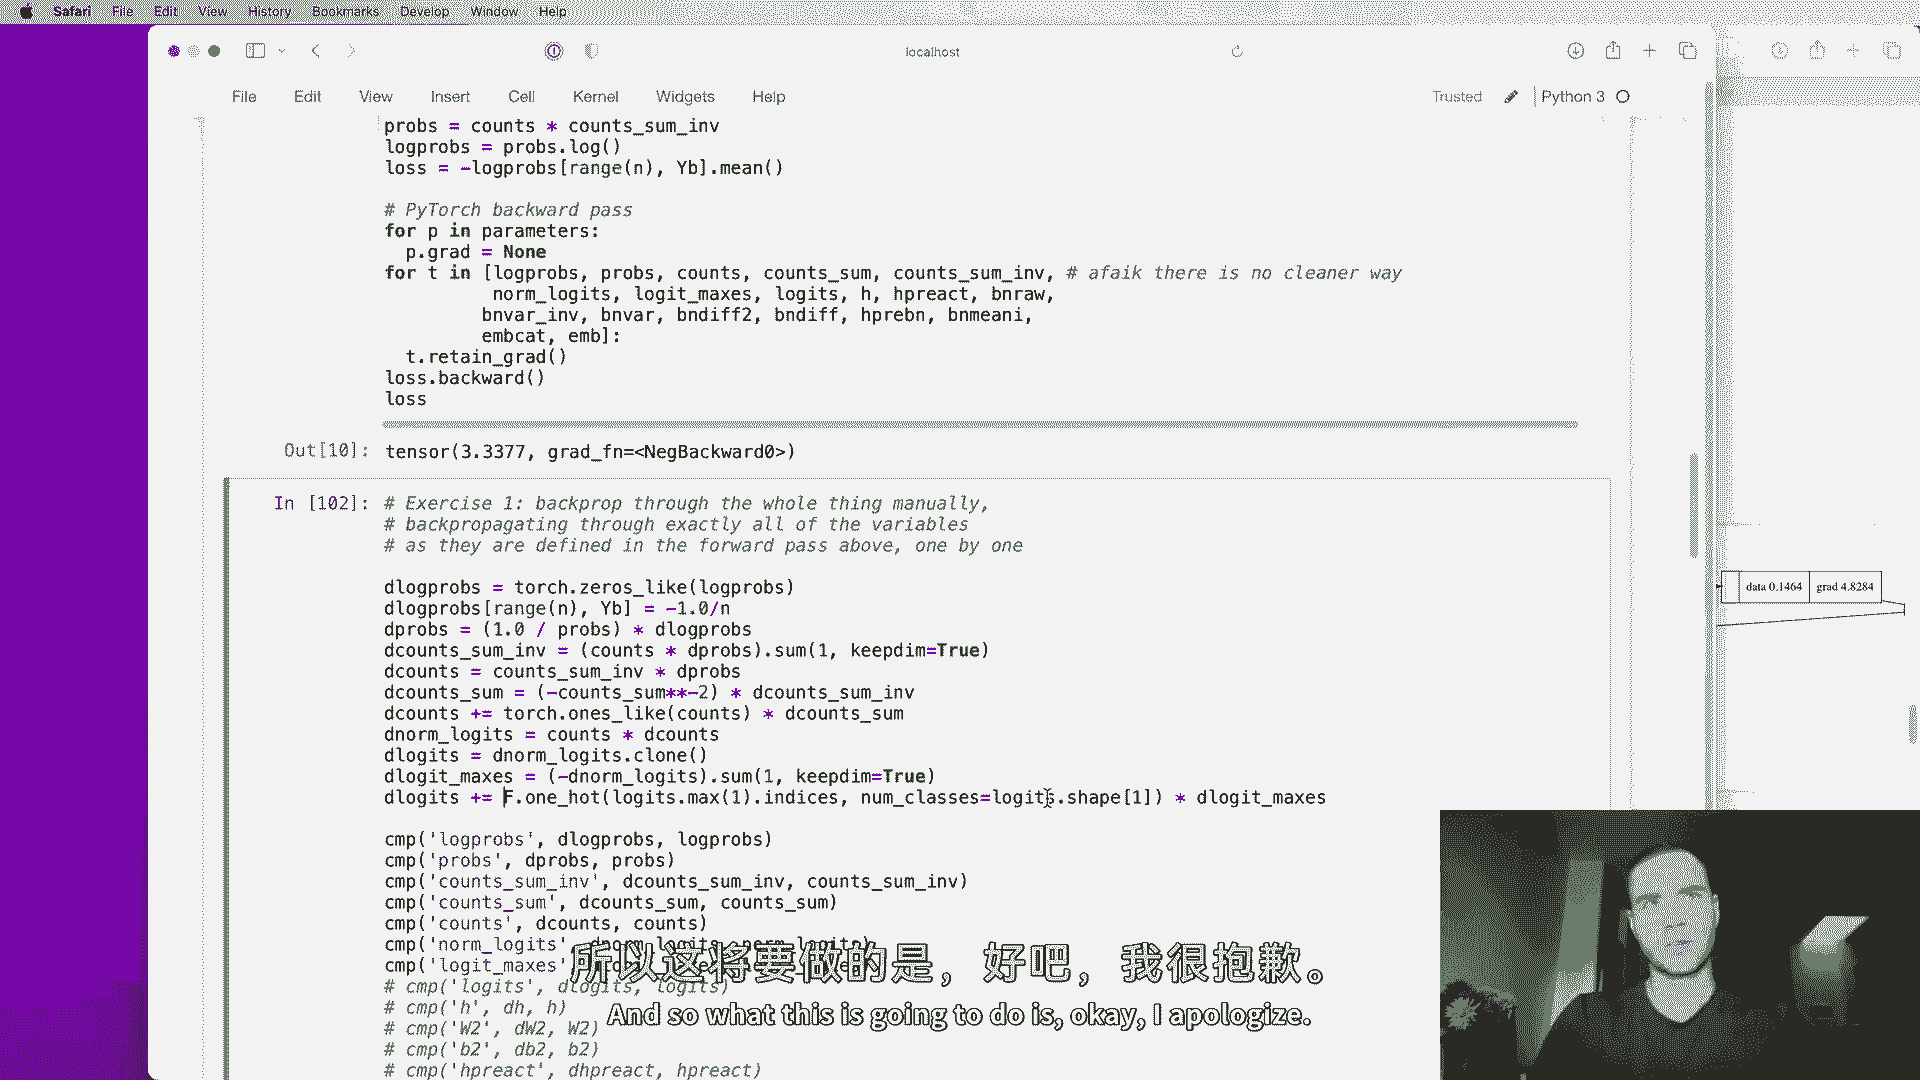 Safari File Edit View History Bookmarks Develop Window Help
localhost
File Edit View Insert Cell Kernel Widgets Help
Trusted Python 3
probs = counts * counts_sum_inv
logprobs = probs.log()
loss = -logprobs[range(n), Yb].mean()
# PyTorch backward pass
for p in parameters:
p.grad = None
for t in [logprobs, probs, counts, counts_sum, counts_sum_inv, # afaik there is no cleaner way
norm_logits, logit_maxes, logits, h, hpreact, bnraw,
bnvar_inv, bnvar, bndiff2, bndiff, hprebn, bnmeani,
embcat, emb]:
t.retain_grad()
loss.backward()
loss
Out[10]: tensor(3.3377, grad_fn=<NegBackward0>)
In [102]: # Exercise 1: backprop through the whole thing manually,
# backpropagating through exactly all of the variables
# as they are defined in the forward pass above, one by one
dlogprobs = torch.zeros_like(logprobs)
dlogprobs[range(n), Yb] = -1.0/n
dprobs = (1.0 / probs) * dlogprobs
dcounts_sum_inv = (counts * dprobs).sum(1, keepdim=True)
dcounts = counts_sum_inv * dprobs
dcounts_sum = (-counts_sum**-2) * dcounts_sum_inv
dcounts += torch.ones_like(counts) * dcounts_sum
dnorm_logits = counts * dcounts
dlogits = dnorm_logits.clone()
dlogit_maxes = (-dnorm_logits).sum(1, keepdim=True)
dlogits += F.one_hot(logits.max(1).indices, num_classes=logits.shape[1]) * dlogit_maxes
cmp('logprobs', dlogprobs, logprobs)
cmp('probs', dprobs, probs)
cmp('counts_sum_inv', dcounts_sum_inv, counts_sum_inv)
cmp('counts_sum', dcounts_sum, counts_sum)
cmp('counts', dcounts, counts)
cmp('norm_logits', dnorm_logits, norm_logits)
cmp('logit_maxes'
# cmp('logits', dlogits, logits)
# cmp('h', dh, h)
# cmp('W2', dW2, W2)
# cmp('b2', db2, b2)
# cmp('hpreact', dhpreact, hpreact)
data 0.1464 grad 4.8284
所以这将要做的是，好吧，我很抱歉。
And so what this is going to do is, okay, I apologize.